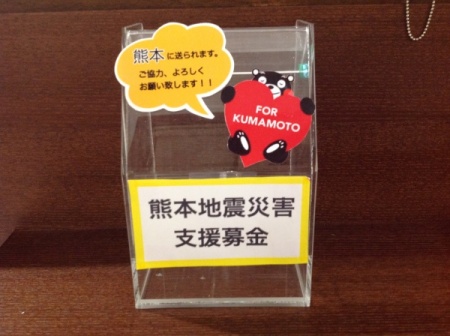 熊本に送られます。
ご協力、よろしく
お願い致します！！
FOR
KUMAMOTO
熊本地震災害
支援募金